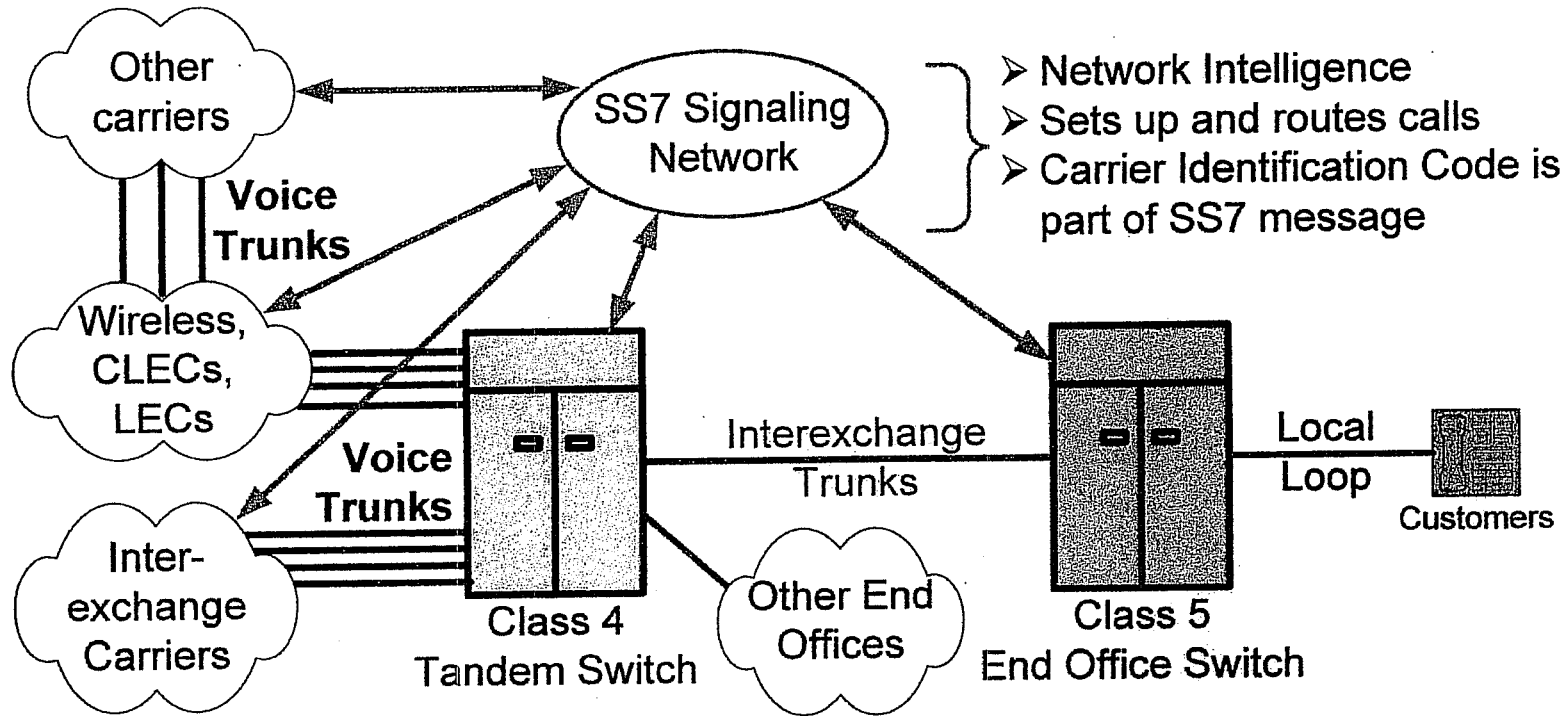 Other
carriers
SS7 Signaling
Network
➢ Network Intelligence
➢ Sets up and routes calls
➢ Carrier Identification Code is
part of SS7 message
Voice
Trunks
Wireless,
CLECs,
LECs
Voice
Trunks
Interexchange
Trunks
Local
Loop
Customers
Inter-
exchange
Carriers
Class 4
Tandem Switch
Other End
Offices
Class 5
End Office Switch